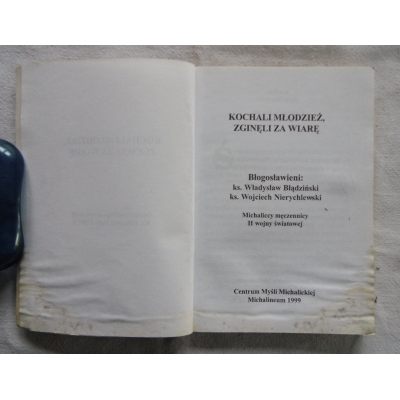 KOCHALI MŁODZIEŻ,
ZGINĘLI ZA WIARĘ
Błogosławieni:
ks. Władysław Błądziński
ks. Wojciech Nierychlewski
Michaliccy męczennicy
II wojny światowej
Centrum Myśli Michalickiej
Michalineum 1999